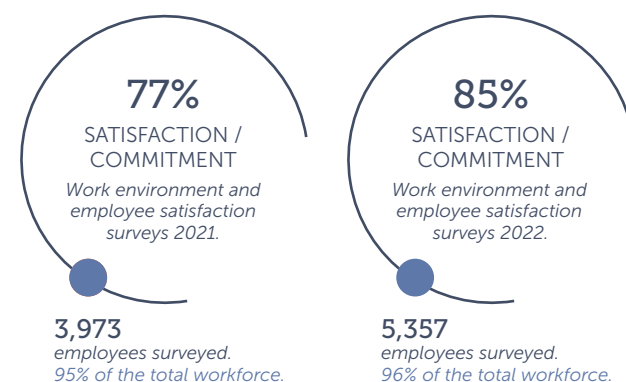 77%
SATISFACTION /
COMMITMENT
Work environment and
employee satisfaction
surveys 2021.
3,973
employees surveyed.
95% of the total workforce.
85%
SATISFACTION /
COMMITMENT
Work environment and
employee satisfaction
surveys 2022.
5,357
employees surveyed.
96% of the total workforce.